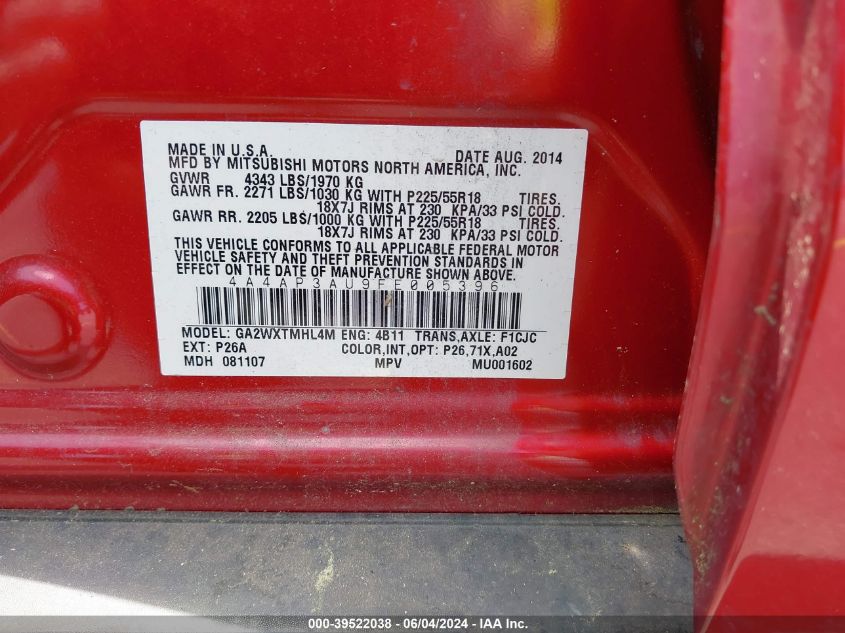 MADE IN U.S.A. DATE AUG. 2014
MFD BY MITSUBISHI MOTORS NORTH AMERICA, INC.
GVWR 4343 LBS/1970 KG
GAWR FR. 2271 LBS/1030 KG WITH P225/55R18 TIRES.
18X7J RIMS AT 230 KPA/33 PSI COLD.
GAWR RR. 2205 LBS/1000 KG WITH P225/55R18 TIRES.
18X7J RIMS AT 230 KPA/33 PSI COLD.
THIS VEHICLE CONFORMS TO ALL APPLICABLE FEDERAL MOTOR
VEHICLE SAFETY AND THEFT PREVENTION STANDARDS IN
EFFECT ON THE DATE OF MANUFACTURE SHOWN ABOVE.
4A4AP3AU9FE005396
MODEL: GA2WXTMHL4M ENG: 4B11 TRANS,AXLE: F1CJC
EXT: P26A COLOR,INT,OPT: P26,71X,A02
MDH 081107 MPV MU001602
000-39522038 - 06/04/2024 - IAA Inc.